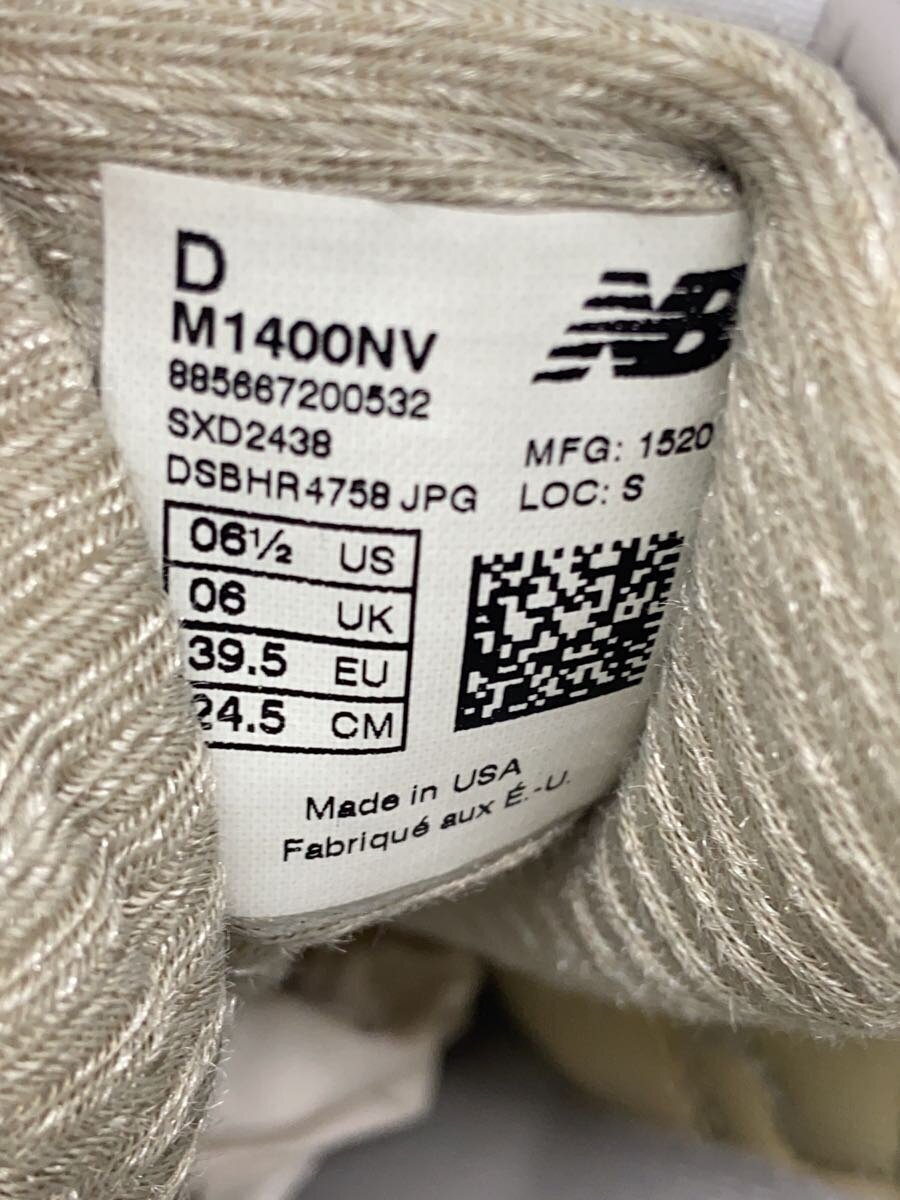 D
M1400NV
885667200532
SXD2438
DSBHR4758 JPG
NB
MFG: 1520
LOC: S
06½ US
06 UK
39.5 EU
24.5 CM
Made in USA
Fabriqué aux É.-U.